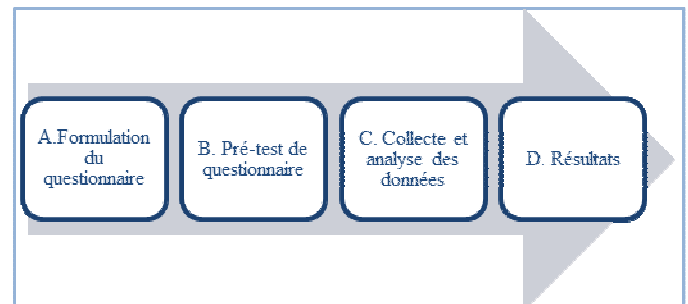 A.Formulation
du
questionnaire
B. Pré-test de
questionnaire
C. Collecte et
analyse des
données
D. Résultats